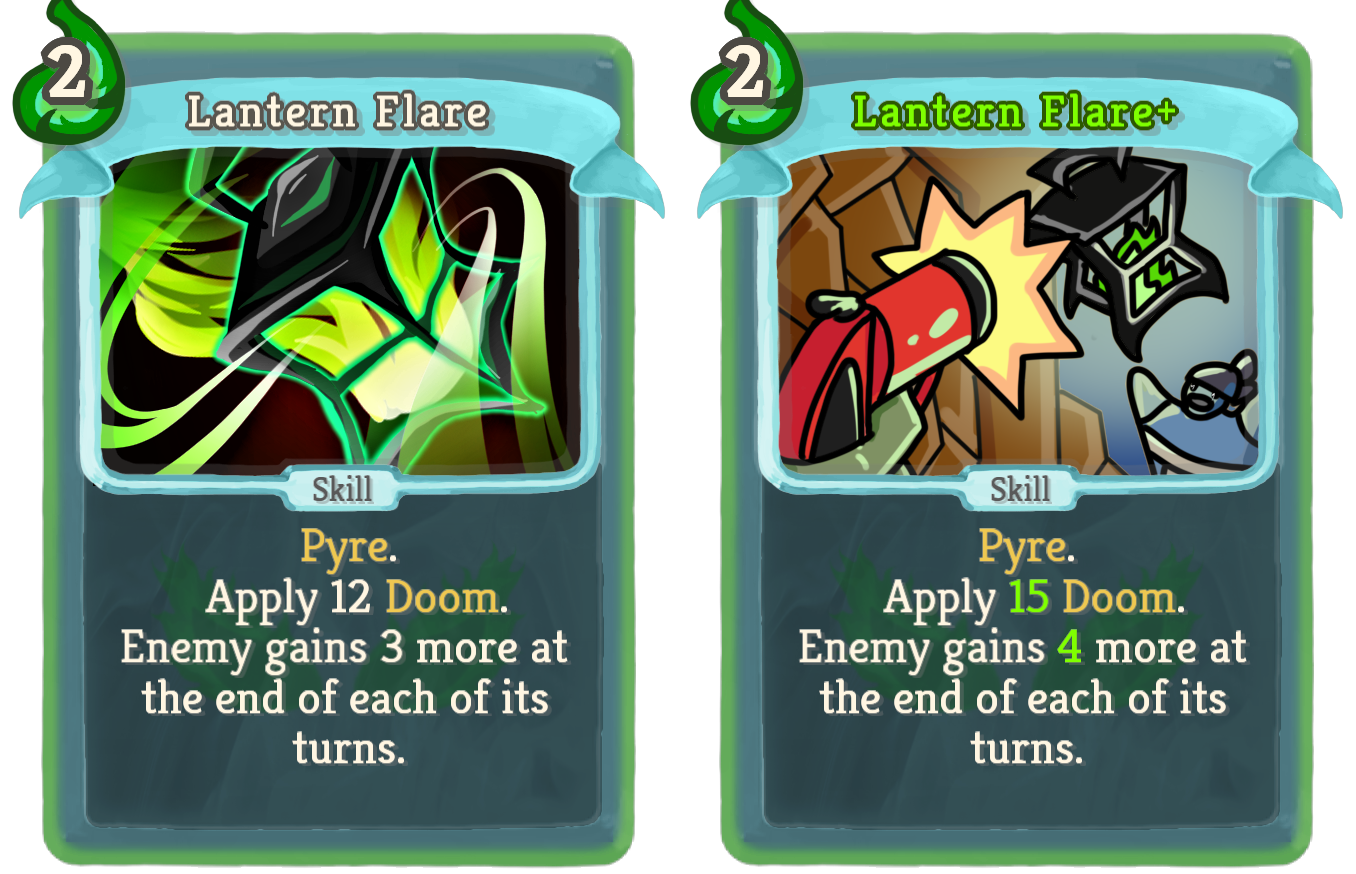 2
Lantern Flare
Skill
Pyre.
Apply 12 Doom.
Enemy gains 3 more at
the end of each of its
turns.
2
Lantern Flare+
Skill
Pyre.
Apply 15 Doom.
Enemy gains 4 more at
the end of each of its
turns.